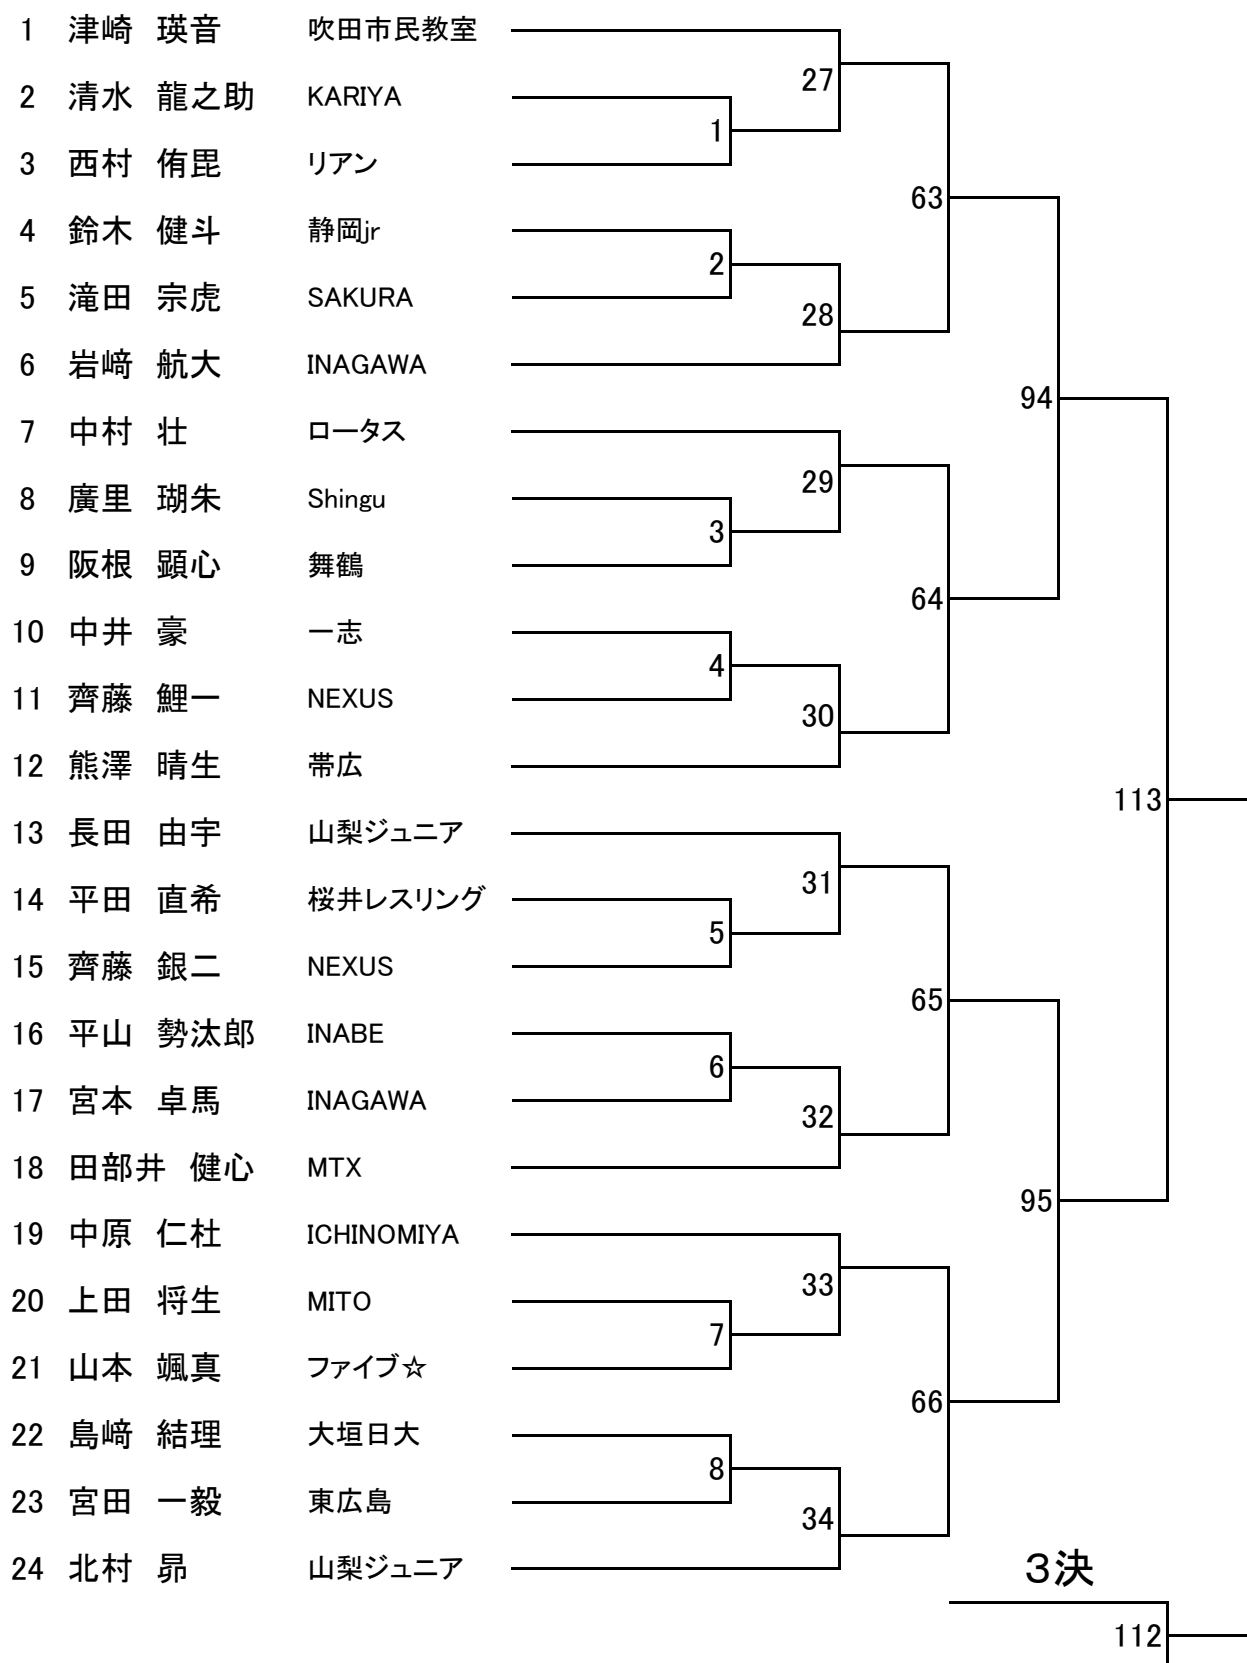 1 津崎 瑛音 吹田市民教室
27
2 清水 龍之助 KARIYA
1
3 西村 侑毘 リアン
63
4 鈴木 健斗 静岡jr
2
5 滝田 宗虎 SAKURA
28
6 岩﨑 航大 INAGAWA
94
7 中村 壮 ロータス
29
8 廣里 瑚朱 Shingu
3
9 阪根 顕心 舞鶴
64
10 中井 豪 一志
4
11 齊藤 鯉一 NEXUS
30
12 熊澤 晴生 帯広
113
13 長田 由宇 山梨ジュニア
31
14 平田 直希 桜井レスリング
5
15 齊藤 銀二 NEXUS
65
16 平山 勢汰郎 INABE
6
17 宮本 卓馬 INAGAWA
32
18 田部井 健心 MTX
95
19 中原 仁杜 ICHINOMIYA
33
20 上田 将生 MITO
7
21 山本 颯真 ファイブ☆
66
22 島﨑 結理 大垣日大
8
23 宮田 一毅 東広島
34
24 北村 昴 山梨ジュニア
３決
112